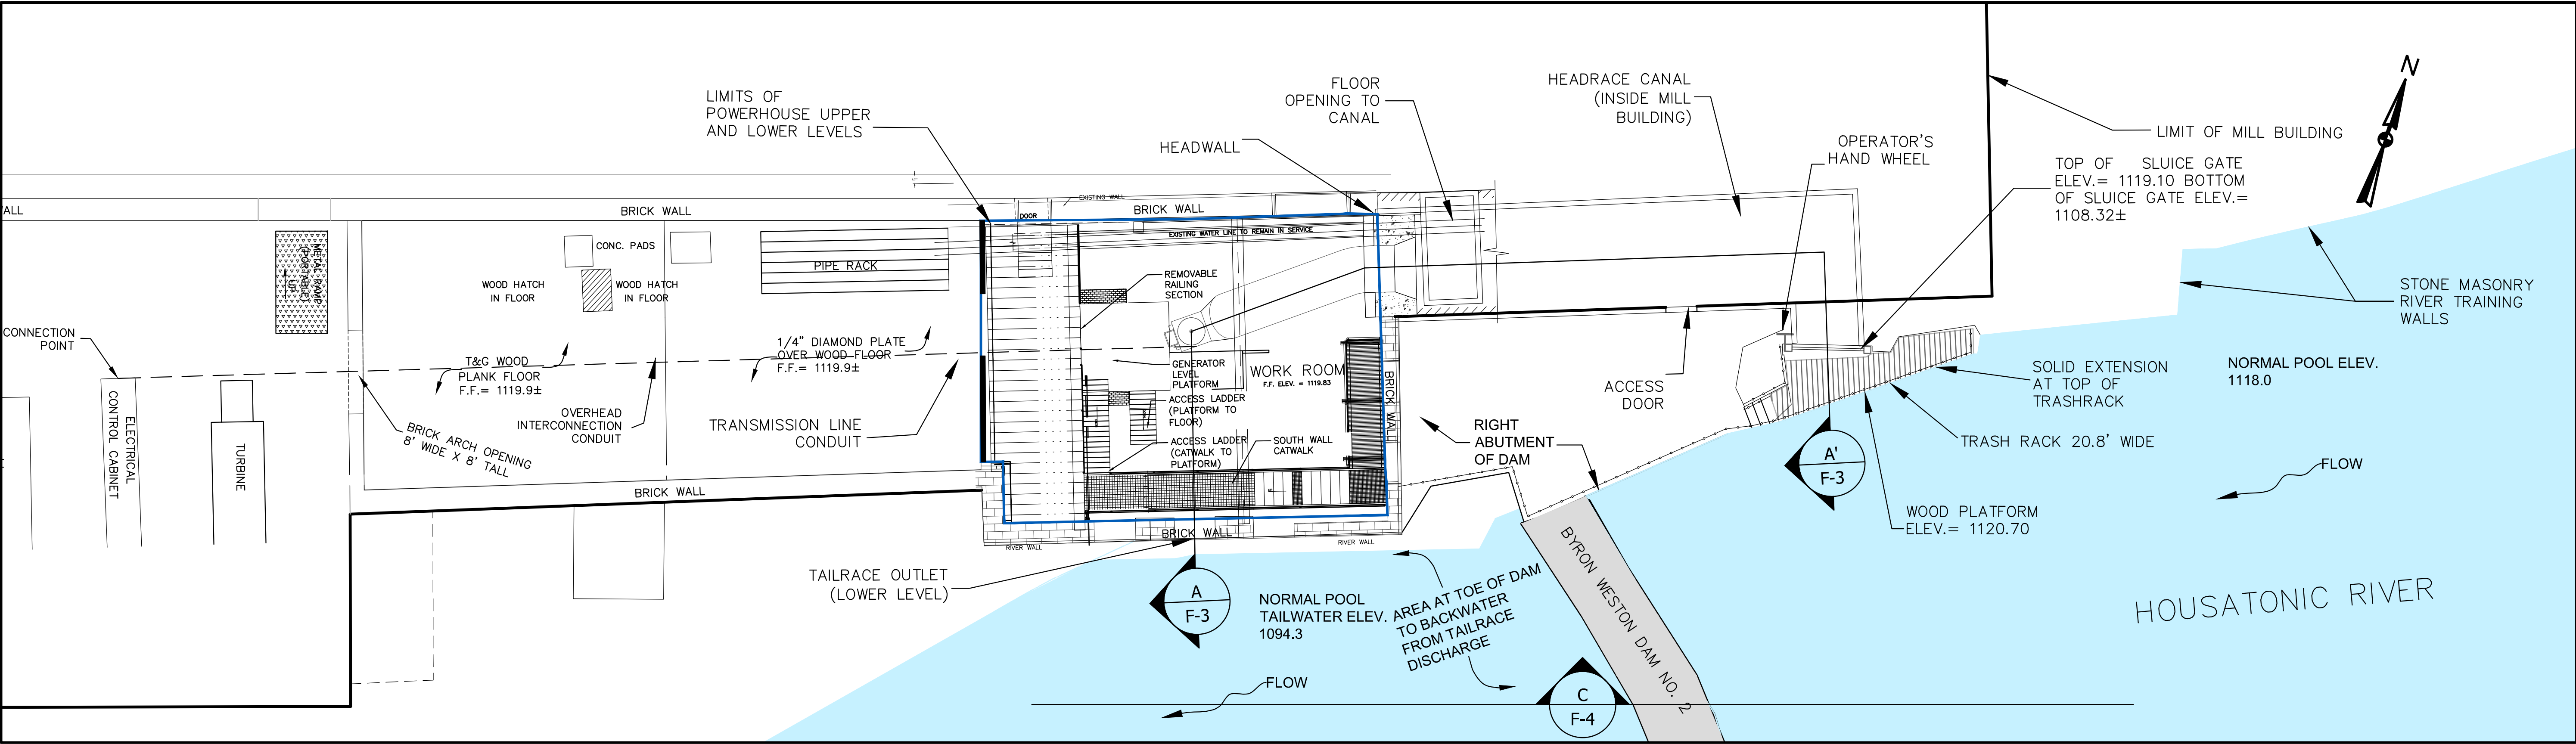 LIMITS OF
POWERHOUSE UPPER
AND LOWER LEVELS
HEADWALL
FLOOR
OPENING TO
CANAL
HEADRACE CANAL
(INSIDE MILL
BUILDING)
OPERATOR'S
HAND WHEEL
LIMIT OF MILL BUILDING
N
TOP OF SLUICE GATE
ELEV.= 1119.10 BOTTOM
OF SLUICE GATE ELEV.=
1108.32±
STONE MASONRY
RIVER TRAINING
WALLS
NORMAL POOL ELEV.
1118.0
SOLID EXTENSION
AT TOP OF
TRASHRACK
TRASH RACK 20.8' WIDE
FLOW
WOOD PLATFORM
ELEV.= 1120.70
HOUSATONIC RIVER
A'
F-3
ACCESS
DOOR
RIGHT
ABUTMENT
OF DAM
BYRON WESTON DAM NO. 2
C
F-4
AREA AT TOE OF DAM
TO BACKWATER
FROM TAILRACE
DISCHARGE
NORMAL POOL
TAILWATER ELEV.
1094.3
FLOW
A
F-3
TAILRACE OUTLET
(LOWER LEVEL)
RIVER WALL
BRICK WALL
RIVER WALL
EXISTING WALL
DOOR
BRICK WALL
EXISTING WATER LINE TO REMAIN IN SERVICE
REMOVABLE
RAILING
SECTION
GENERATOR
LEVEL
PLATFORM
WORK ROOM
F.F. ELEV. = 1119.83
ACCESS LADDER
(PLATFORM TO
FLOOR)
ACCESS LADDER
(CATWALK TO
PLATFORM)
SOUTH WALL
CATWALK
BRICK WALL
BRICK WALL
CONC. PADS
WOOD HATCH
IN FLOOR
WOOD HATCH
IN FLOOR
PIPE RACK
1/4" DIAMOND PLATE
OVER WOOD FLOOR
F.F.= 1119.9±
T&G WOOD
PLANK FLOOR
F.F.= 1119.9±
OVERHEAD
INTERCONNECTION
CONDUIT
TRANSMISSION LINE
CONDUIT
BRICK WALL
BRICK ARCH OPENING
8' WIDE X 8' TALL
METAL RAMP
(PORTABLE)
UP
ALL
CONNECTION
POINT
ELECTRICAL
CONTROL CABINET
TURBINE